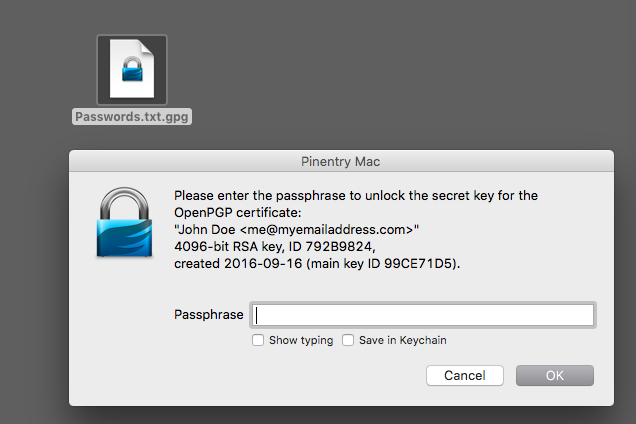 Passwords.txt.gpg
Pinentry Mac
Please enter the passphrase to unlock the secret key for the
OpenPGP certificate:
"John Doe <me@myemailaddress.com>"
4096-bit RSA key, ID 792B9824,
created 2016-09-16 (main key ID 99CE71D5).
Passphrase
Show typing Save in Keychain
Cancel OK